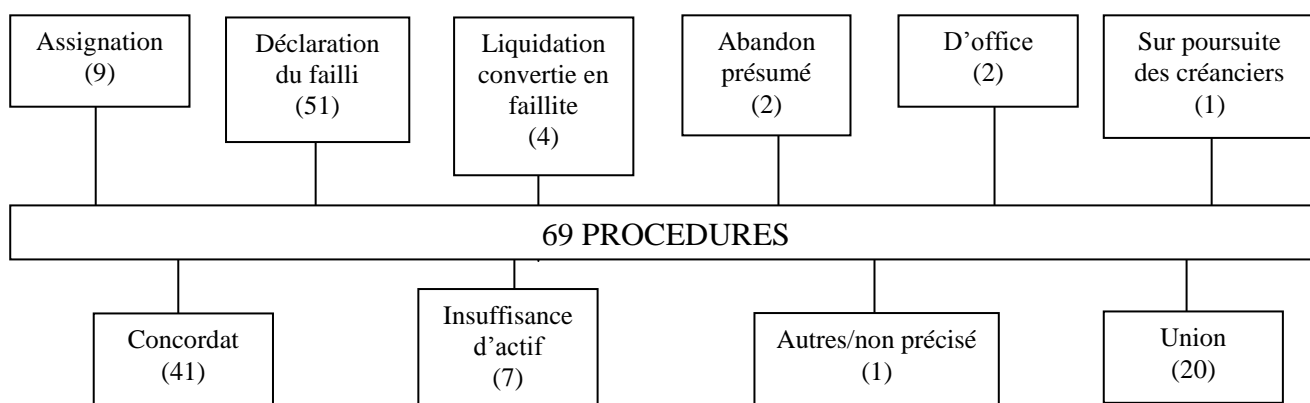 Assignation
(9)
Déclaration
du failli
(51)
Liquidation
convertie en
faillite
(4)
Abandon
présumé
(2)
D’office
(2)
Sur poursuite
des créanciers
(1)
69 PROCEDURES
Concordat
(41)
Insuffisance
d’actif
(7)
Autres/non précisé
(1)
Union
(20)